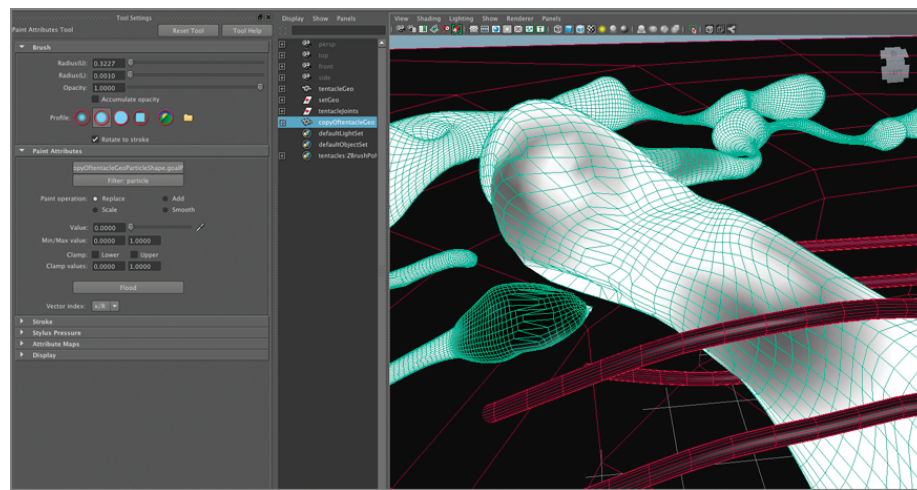 Tool Settings
Paint Attributes Tool
Reset Tool
Tool Help
Brush
Radius(U): 0.3227
Radius(L): 0.0010
Opacity: 1.0000
Accumulate opacity
Profile:
Rotate to stroke
Paint Attributes
opyOftentacleGeoParticleShape.goalP
Filter: particle
Paint operation: Replace Add
Scale Smooth
Value: 0.0000
Min/Max value: 0.0000 1.0000
Clamp: Lower Upper
Clamp values: 0.0000 1.0000
Flood
Vector index: x/R
Stroke
Stylus Pressure
Attribute Maps
Display
Display Show Panels
persp
top
front
side
tentacleGeo
setGeo
tentacleJoints
copyOftentacleGeo
defaultLightSet
defaultObjectSet
tentacles:ZBrushPol
View Shading Lighting Show Renderer Panels